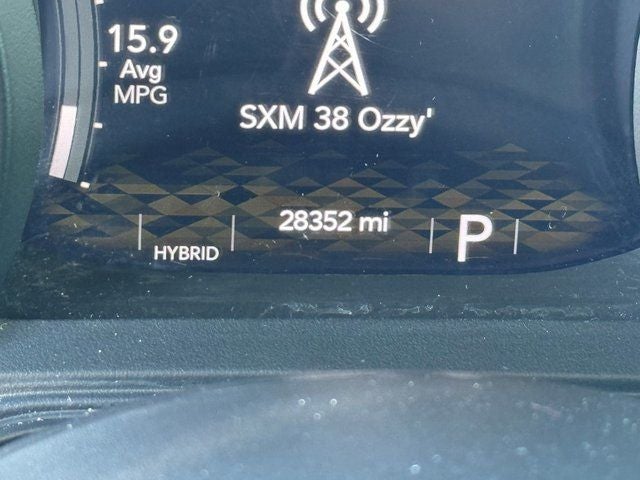 15.9
Avg
MPG
SXM 38 Ozzy'
28352 mi
P
HYBRID